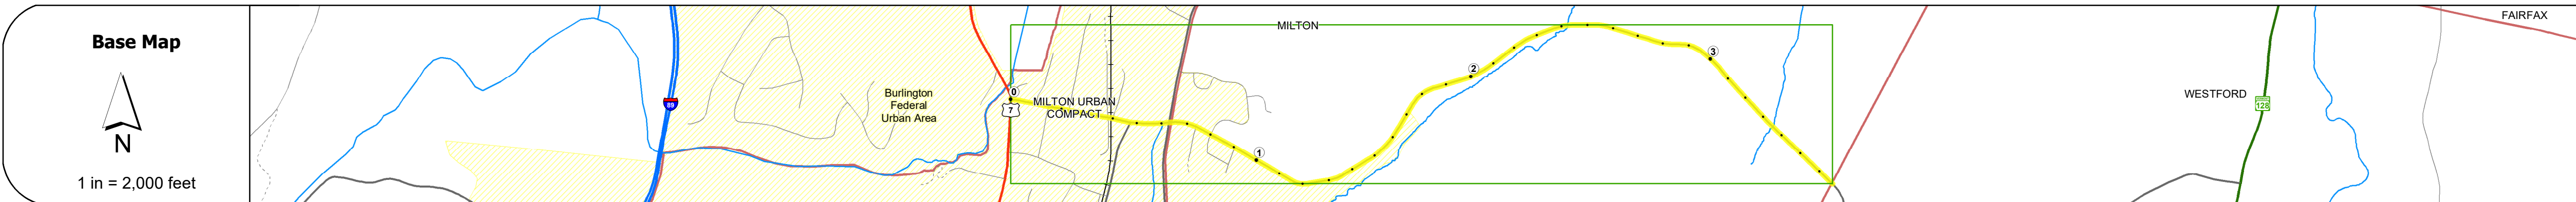 Base Map
N
1 in = 2,000 feet
89
Burlington
Federal
Urban Area
0
7
MILTON URBAN
COMPACT
1
MILTON
2
3
WESTFORD
128
FAIRFAX